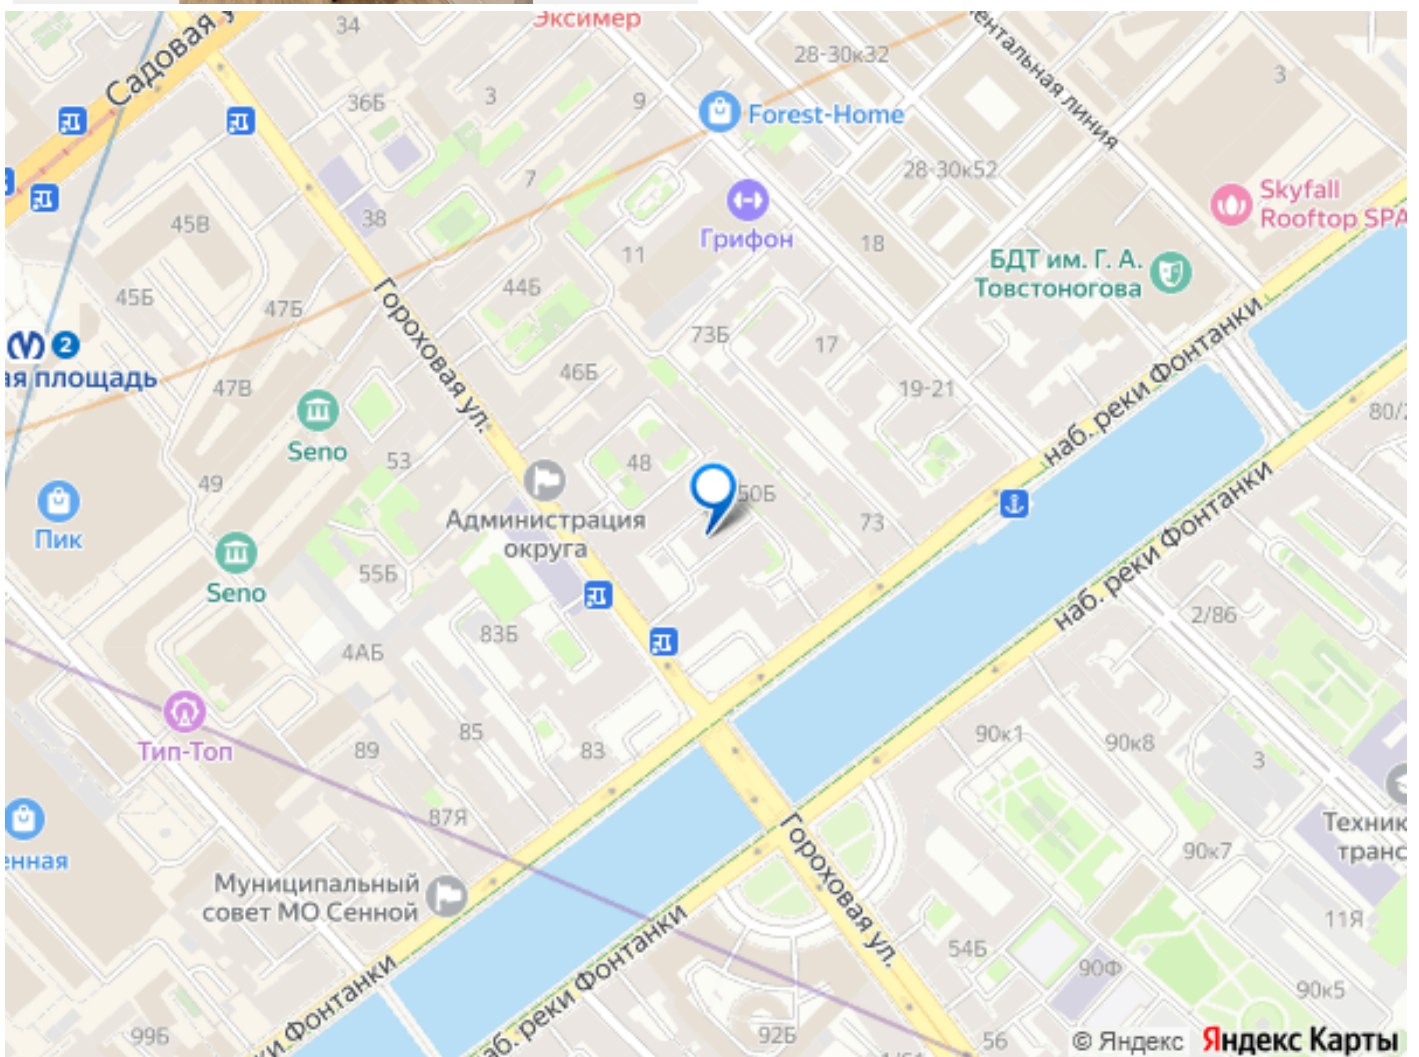 Эксимер
34
Садовая у
28-30к32
ентальная линия
3
36Б
3
9
Forest-Home
28-30к52
7
Skyfall
Rooftop SPA
38
45В
Грифон
18
11
БДТ им. Г. А.
Товстоногова
44Б
45Б
47Б
Гороховая ул.
73Б
17
наб. реки Фонтанки
2
ая площадь
46Б
47В
19-21
80/2
Seno
53
48
49
50Б
Пик
Администрация
округа
73
наб. реки Фонтанки
55Б
Seno
2/86
83Б
4АБ
Тип-Топ
85
89
83
90к1
90к8
3
87Я
Техник
транс
енная
Гороховая ул.
90к7
Муниципальный
совет МО Сенной
11Я
54Б
90Ф
90к5
ки Фонтанки
аб. реки Фонтанки
99Б
92Б
56
© Яндекс Яндекс Карты